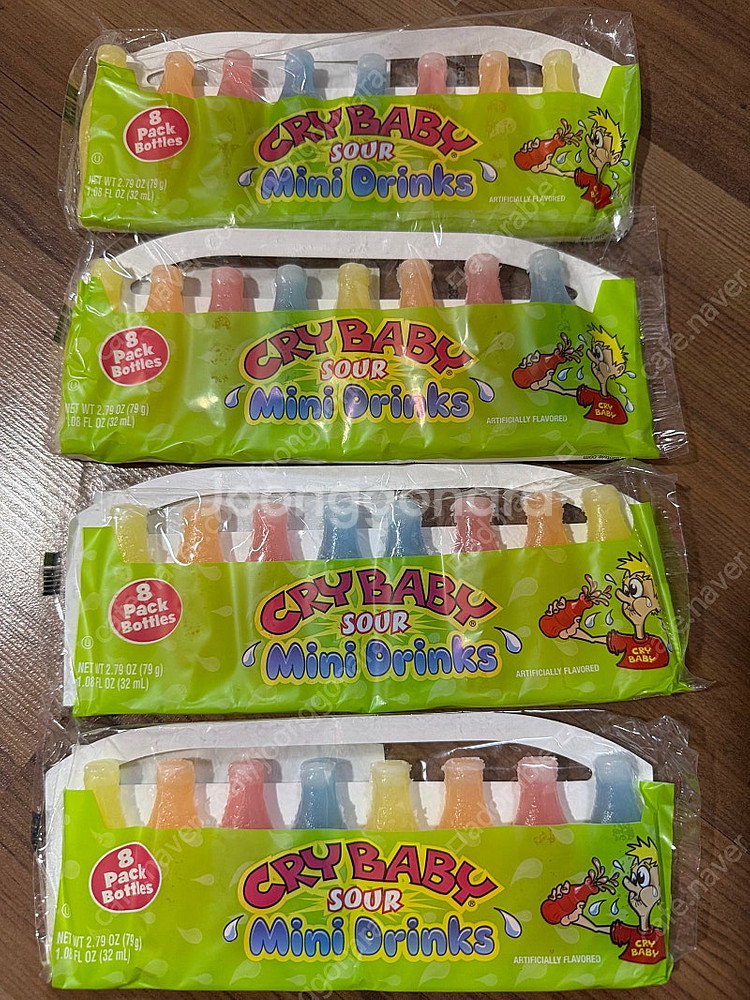 8
Pack
Bottles
CRY BABY
SOUR
Mini Drinks
NET WT 2.79 OZ (79 g)
1.08 FL OZ (32 mL)
ARTIFICIALLY FLAVORED
8
Pack
Bottles
CRY BABY
SOUR
Mini Drinks
NET WT 2.79 OZ (79 g)
1.08 FL OZ (32 mL)
ARTIFICIALLY FLAVORED
CRY
BABY
Joonggonara
8
Pack
Bottles
CRY BABY
SOUR
Mini Drinks
NET WT 2.79 OZ (79 g)
1.08 FL OZ (32 mL)
ARTIFICIALLY FLAVORED
CRY
BABY
8
Pack
Bottles
CRY BABY
SOUR
Mini Drinks
NET WT 2.79 OZ (79g)
1.08 FL OZ (32 mL)
ARTIFICIALLY FLAVORED
CRY
BABY